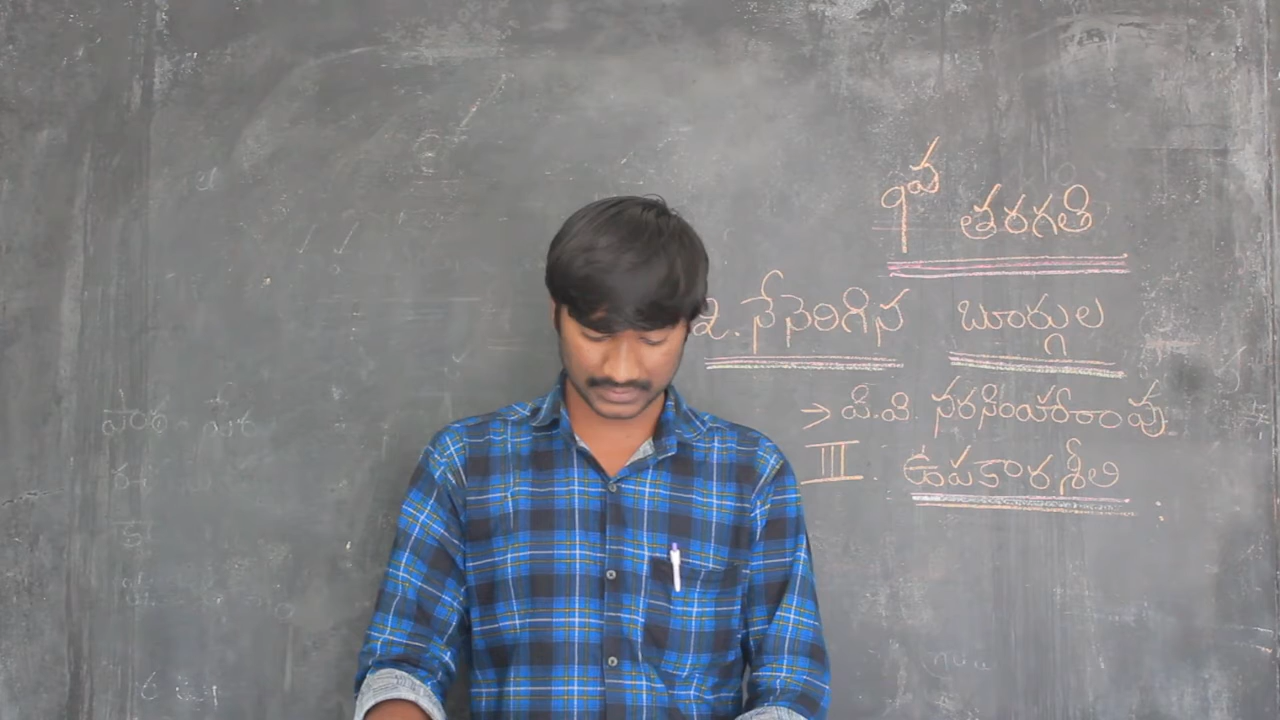 9వ తరగతి
2. నేనెరిగిన బూర్గుల
→ పి.వి నరసింహారావు
III. ఉపకారశీలి